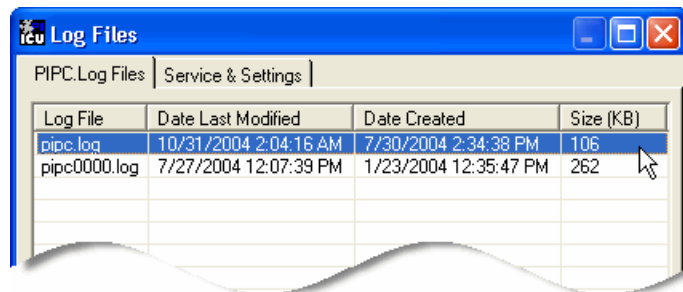 ICU Log Files
PIPC.Log Files Service & Settings
Log File Date Last Modified Date Created Size (KB)
pipc.log 10/31/2004 2:04:16 AM 7/30/2004 2:34:38 PM 106
pipc0000.log 7/27/2004 12:07:39 PM 1/23/2004 12:35:47 PM 262